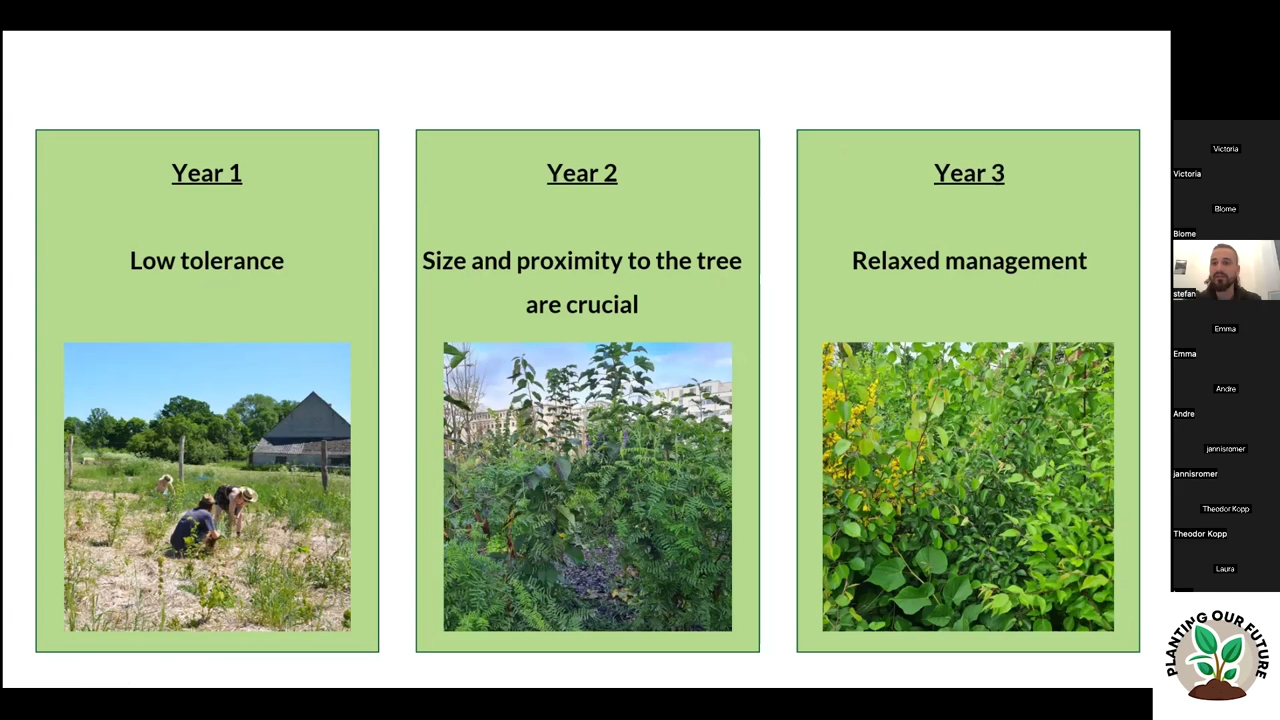 Year 1
Low tolerance
Year 2
Size and proximity to the tree
are crucial
Year 3
Relaxed management
Victoria
Victoria
Blome
Blome
stefan
Emma
Emma
Andre
Andre
jannisromer
jannisromer
Theodor Kopp
Theodor Kopp
Laura
PLANTING OUR FUTURE